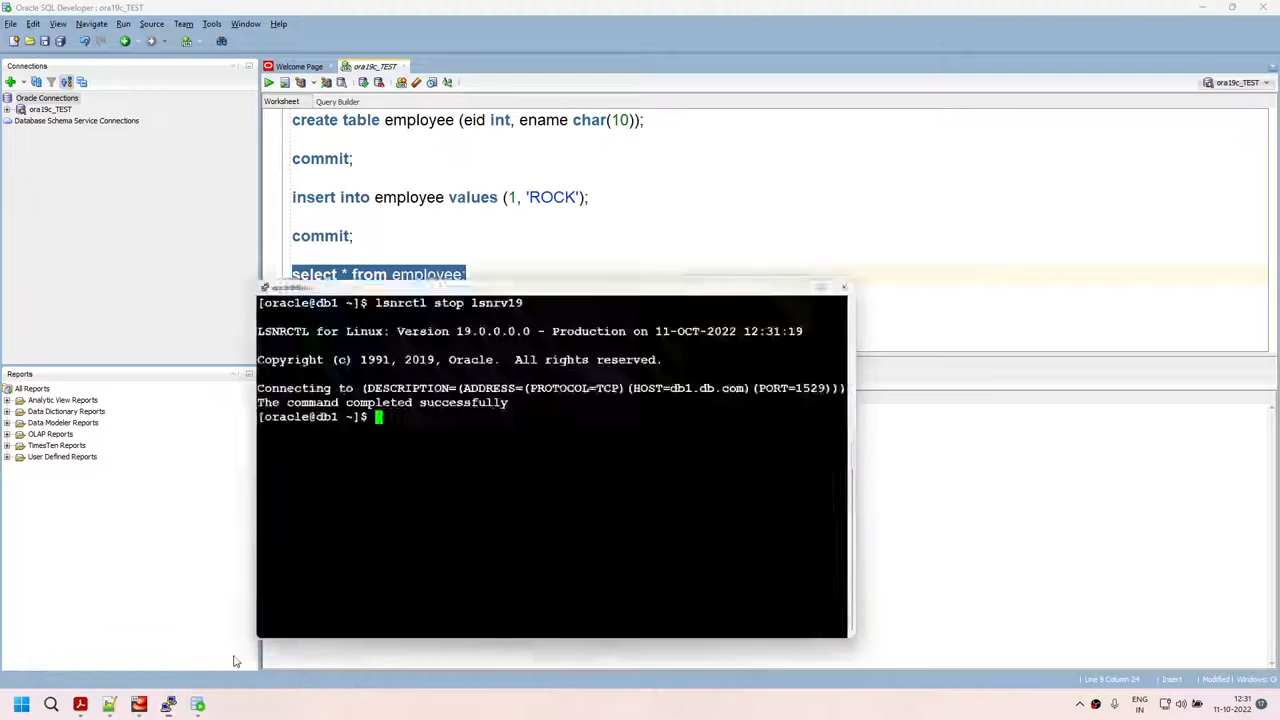 Oracle SQL Developer : ora19c_TEST
File Edit View Navigate Run Source Team Tools Window Help
Connections
Welcome Page
ora19c_TEST
ora19c_TEST
Oracle Connections
ora19c_TEST
Database Schema Service Connections
Worksheet Query Builder
create table employee (eid int, ename char(10));
commit;
insert into employee values (1, 'ROCK');
commit;
select * from employee;
[oracle@db1 ~]$ lsnrctl stop lsnrv19
LSNRCTL for Linux: Version 19.0.0.0.0 - Production on 11-OCT-2022 12:31:19
Copyright (c) 1991, 2019, Oracle.  All rights reserved.
Connecting to (DESCRIPTION=(ADDRESS=(PROTOCOL=TCP)(HOST=db1.db.com)(PORT=1529)))
The command completed successfully
[oracle@db1 ~]$
Reports
All Reports
Analytic View Reports
Data Dictionary Reports
Data Modeler Reports
OLAP Reports
TimesTen Reports
User Defined Reports
Line 9 Column 24 Insert Modified Windows: C
ENG
IN
12:31
11-10-2022